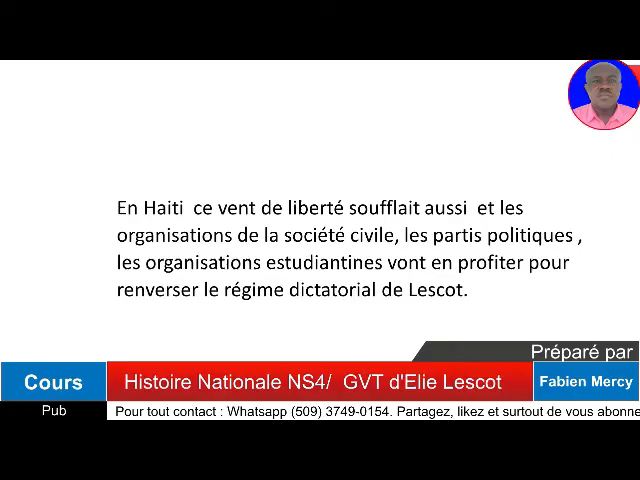 En Haiti ce vent de liberté soufflait aussi et les
organisations de la société civile, les partis politiques ,
les organisations estudiantines vont en profiter pour
renverser le régime dictatorial de Lescot.
Préparé par
Cours
Histoire Nationale NS4/ GVT d'Elie Lescot
Fabien Mercy
Pub
Pour tout contact : Whatsapp (509) 3749-0154. Partagez, likez et surtout de vous abonne